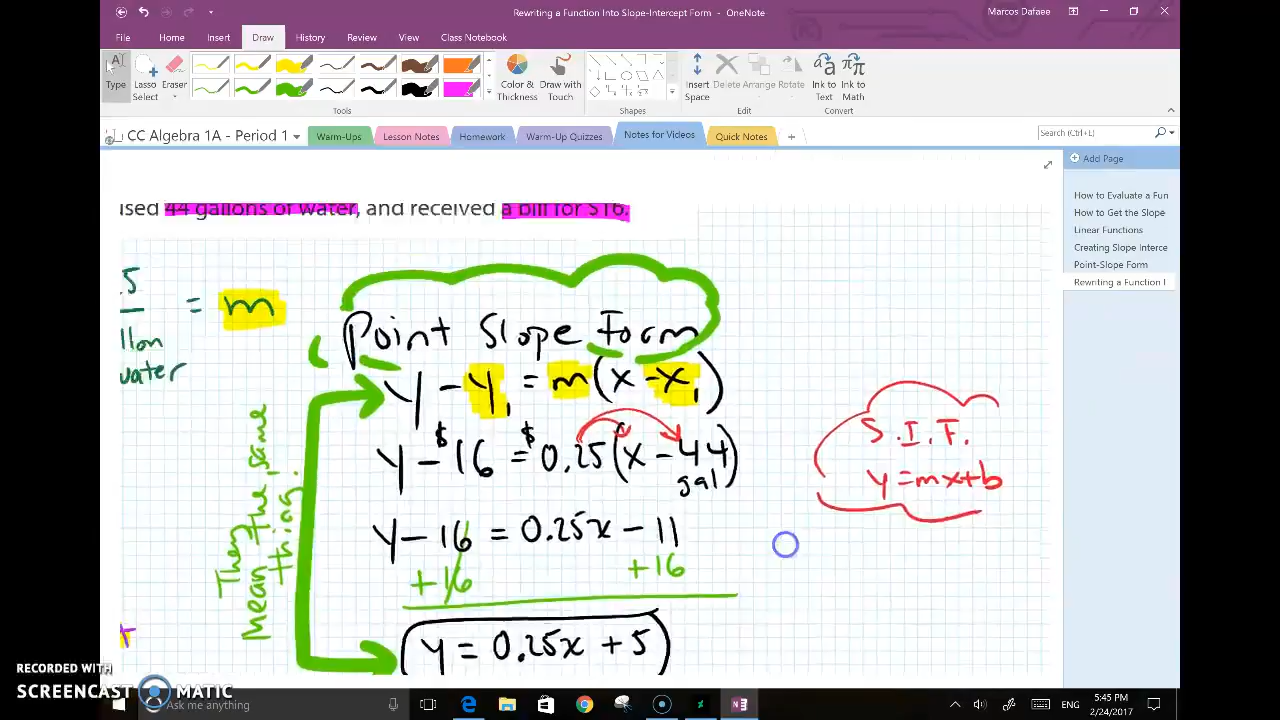 Rewriting a Function Into Slope-Intercept Form - OneNote
Marcos Dafaee
File Home Insert Draw History Review View Class Notebook
Type
Lasso Select
Eraser
Color & Thickness
Draw with Touch
Insert Space
Delete
Arrange
Rotate
Ink to Text
Ink to Math
Tools
Shapes
Edit
Convert
CC Algebra 1A - Period 1
Warm-Ups
Lesson Notes
Homework
Warm-Up Quizzes
Notes for Videos
Quick Notes
Search (Ctrl+E)
Add Page
How to Evaluate a Fun
How to Get the Slope
Linear Functions
Creating Slope Interce
Point-Slope Form
Rewriting a Function I
used 44 gallons of water, and received a bill for $16.
5 = m
llon
water
Point Slope Form
y - y₁ = m(x - x₁)
y - $16 = $0.25(x - 44)
gal
y - 16 = 0.25x - 11
+16 +16
y = 0.25x + 5
They
Mean the same
thing.
S.I.F.
y = mx+b
RECORDED WITH
SCREENCAST MATIC
Ask me anything
ENG
5:45 PM
2/24/2017